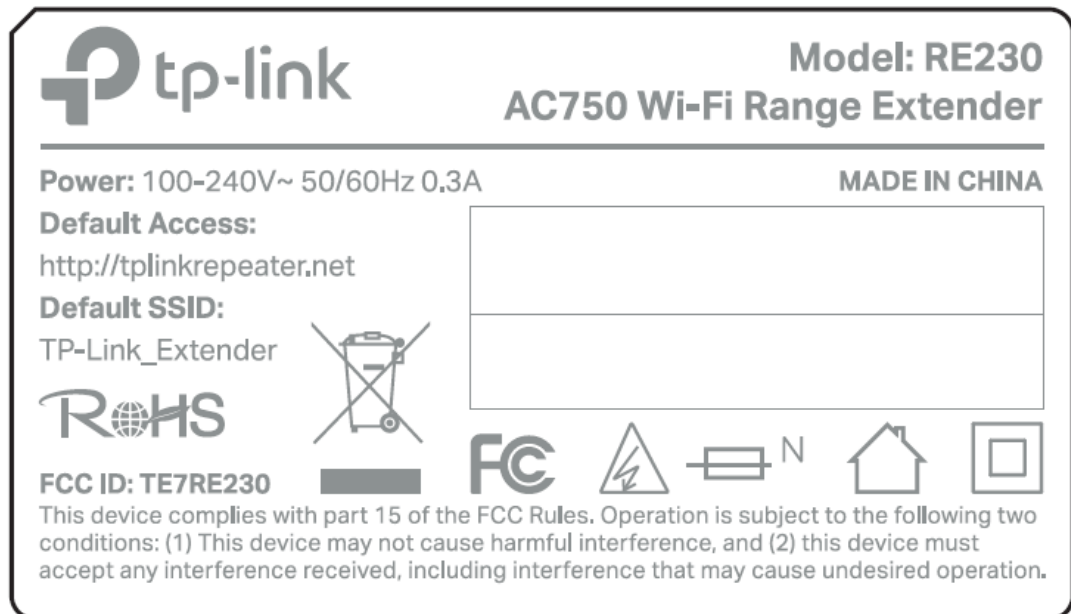 tp-link
Model: RE230
AC750 Wi-Fi Range Extender
Power: 100-240V~ 50/60Hz 0.3A
MADE IN CHINA
Default Access:
http://tplinkrepeater.net
Default SSID:
TP-Link_Extender
RoHS
FC
N
FCC ID: TE7RE230
This device complies with part 15 of the FCC Rules. Operation is subject to the following two
conditions: (1) This device may not cause harmful interference, and (2) this device must
accept any interference received, including interference that may cause undesired operation.